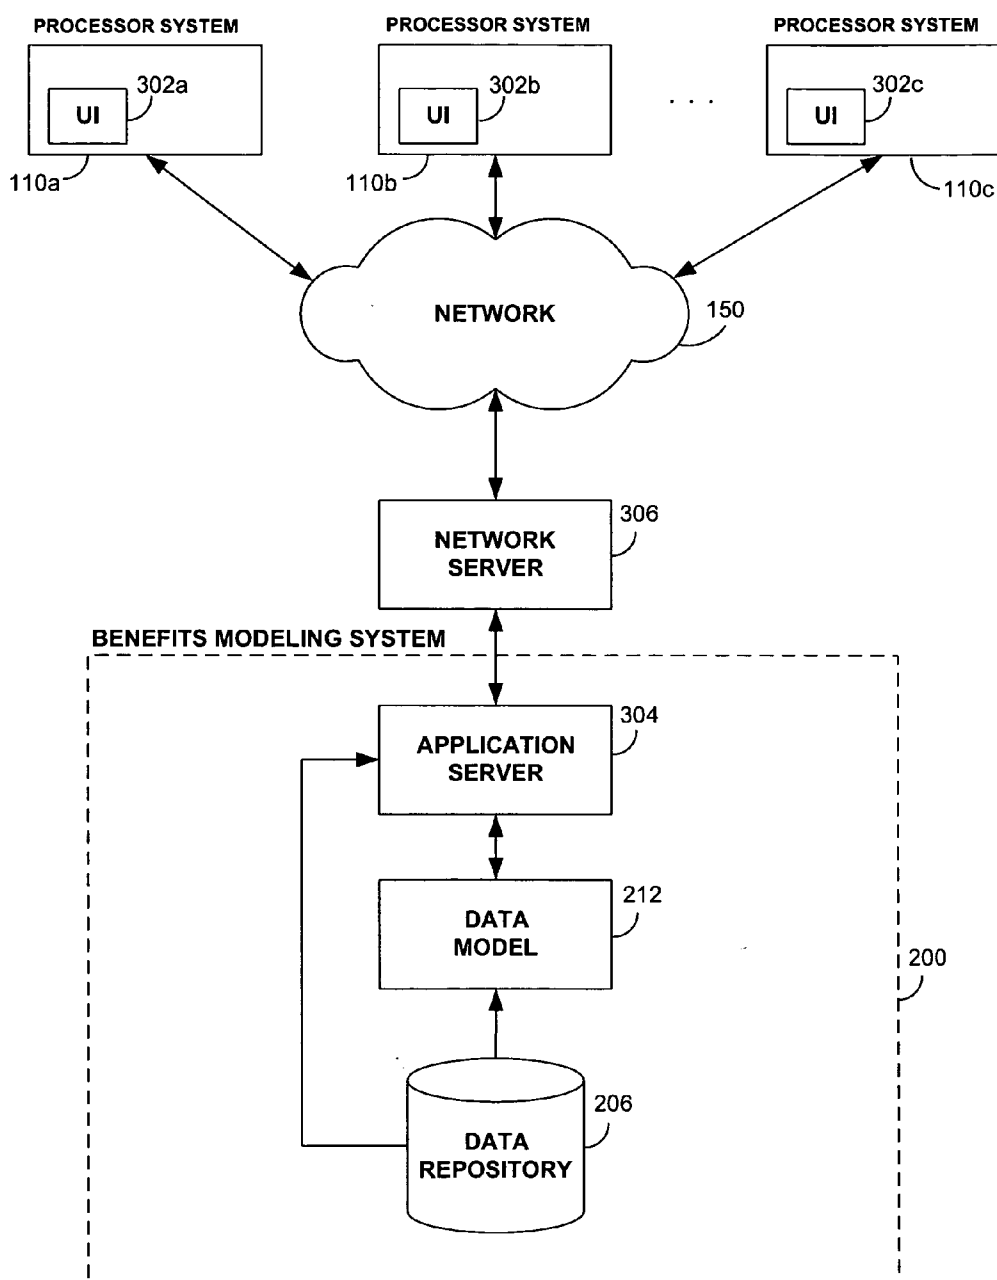 PROCESSOR SYSTEM
PROCESSOR SYSTEM
PROCESSOR SYSTEM
302a
302b
302c
UI
UI
. . .
UI
110a
110b
110c
NETWORK
150
306
NETWORK
SERVER
BENEFITS MODELING SYSTEM
304
APPLICATION
SERVER
212
DATA
MODEL
200
206
DATA
REPOSITORY